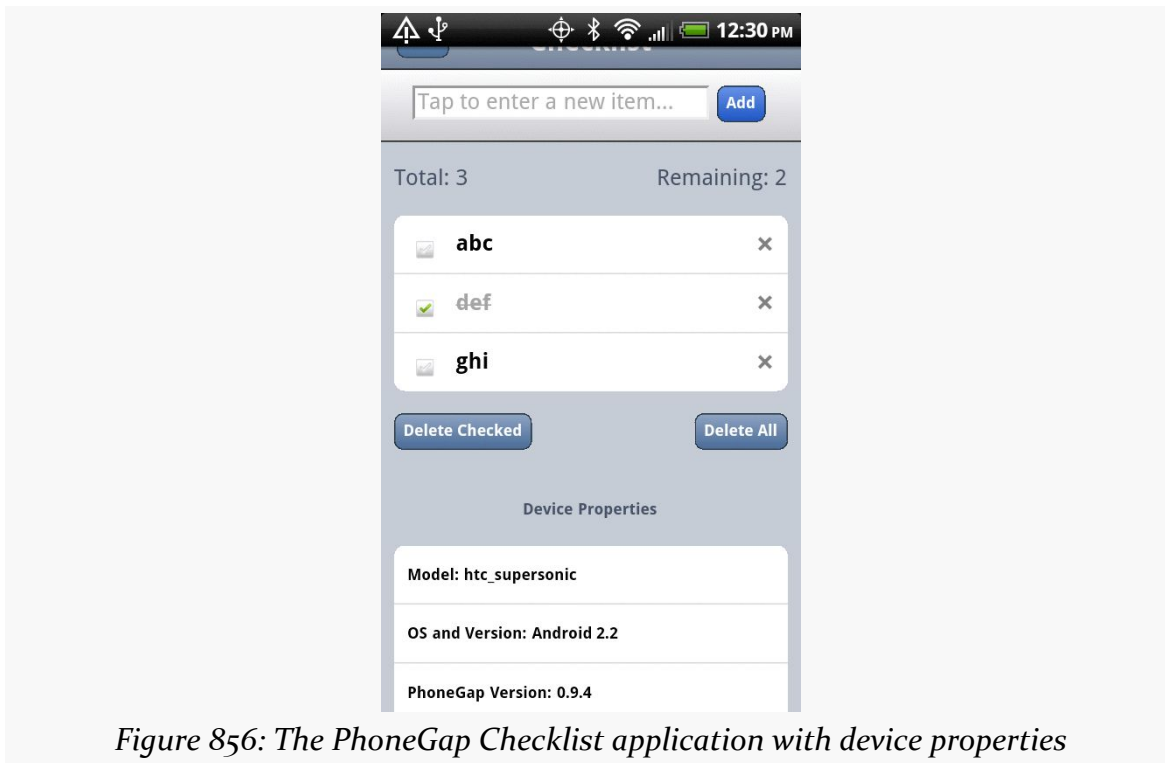 12:30 PM
Checklist
Tap to enter a new item...
Add
Total: 3
Remaining: 2
abc
def
ghi
Delete Checked
Delete All
Device Properties
Model: htc_supersonic
OS and Version: Android 2.2
PhoneGap Version: 0.9.4
Figure 856: The PhoneGap Checklist application with device properties